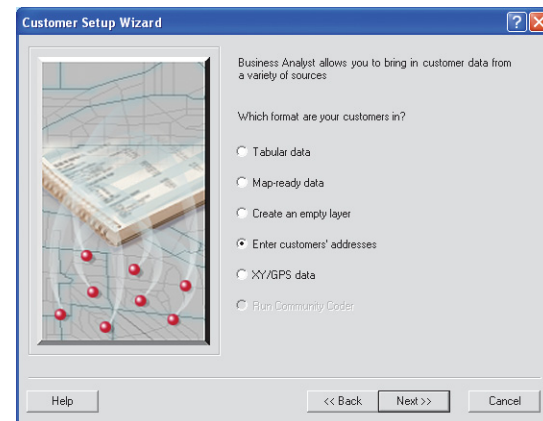 Customer Setup Wizard
Business Analyst allows you to bring in customer data from
a variety of sources
Which format are your customers in?
Tabular data
Map-ready data
Create an empty layer
Enter customers' addresses
XY/GPS data
Run Community Coder
Help
<< Back
Next >>
Cancel